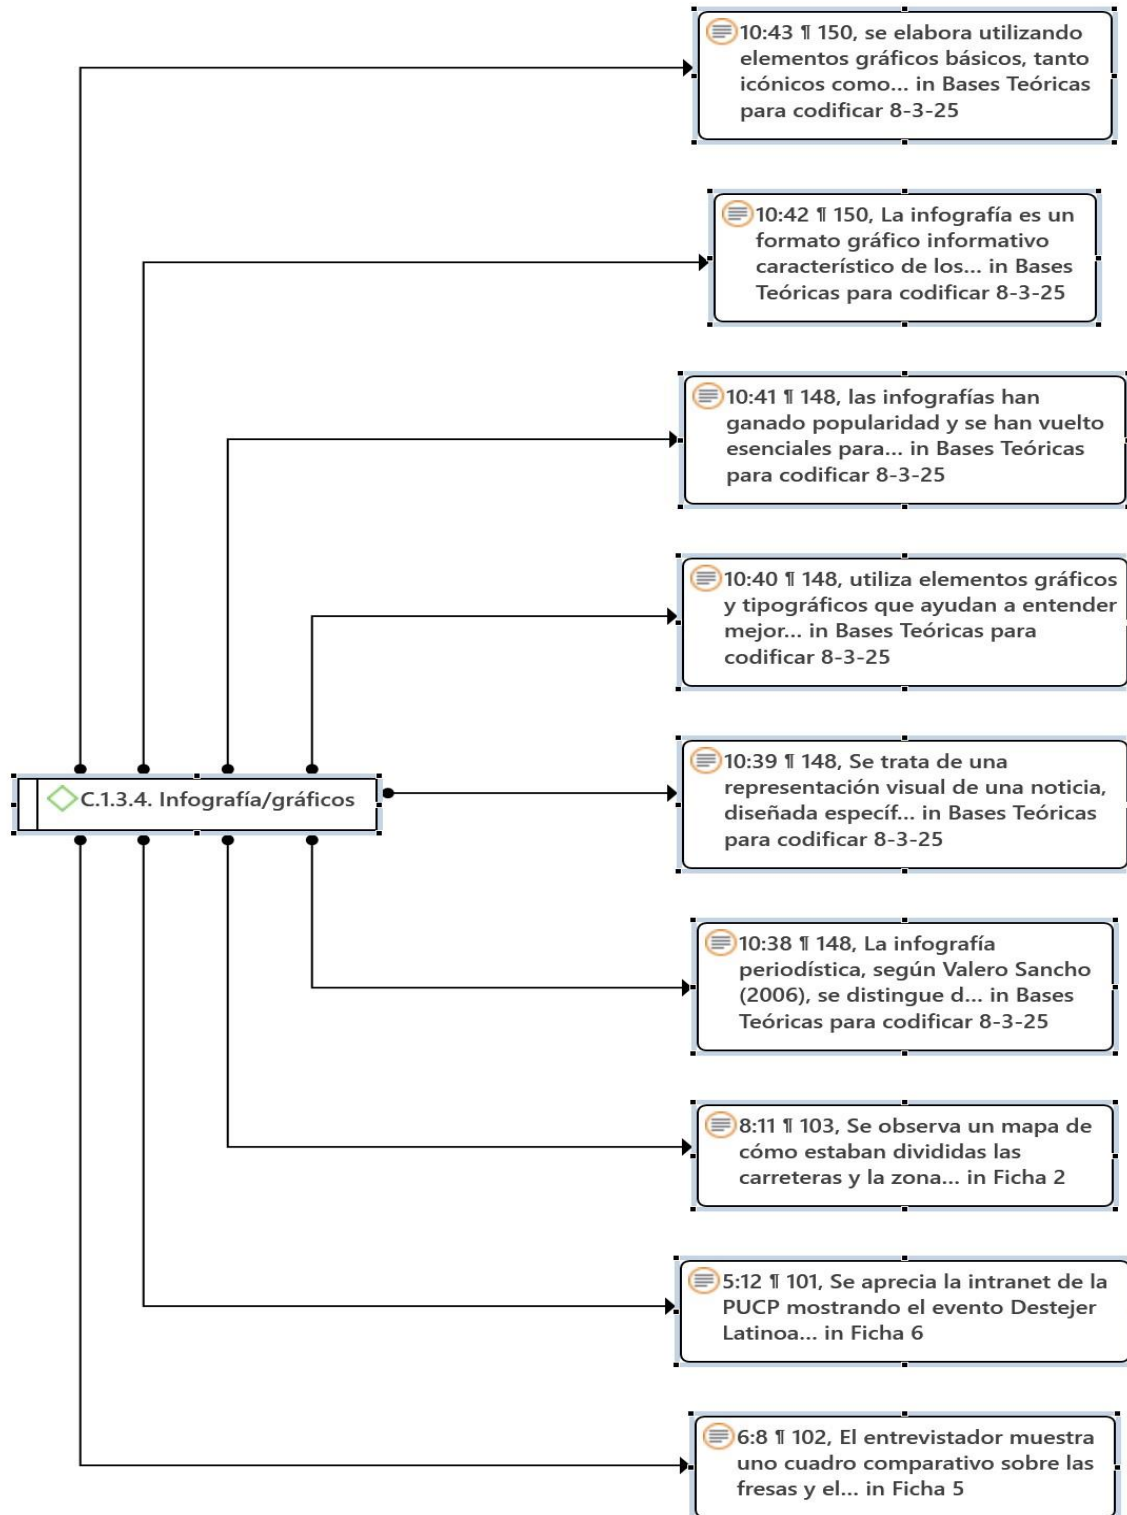 10:43 ¶ 150, se elabora utilizando
elementos gráficos básicos, tanto
icónicos como... in Bases Teóricas
para codificar 8-3-25
10:42 ¶ 150, La infografía es un
formato gráfico informativo
característico de los... in Bases
Teóricas para codificar 8-3-25
10:41 ¶ 148, las infografías han
ganado popularidad y se han vuelto
esenciales para... in Bases Teóricas
para codificar 8-3-25
10:40 ¶ 148, utiliza elementos gráficos
y tipográficos que ayudan a entender
mejor... in Bases Teóricas para
codificar 8-3-25
C.1.3.4. Infografía/gráficos
10:39 ¶ 148, Se trata de una
representación visual de una noticia,
diseñada específ... in Bases Teóricas
para codificar 8-3-25
10:38 ¶ 148, La infografía
periodística, según Valero Sancho
(2006), se distingue d... in Bases
Teóricas para codificar 8-3-25
8:11 ¶ 103, Se observa un mapa de
cómo estaban divididas las
carreteras y la zona... in Ficha 2
5:12 ¶ 101, Se aprecia la intranet de la
PUCP mostrando el evento Destejer
Latinoa... in Ficha 6
6:8 ¶ 102, El entrevistador muestra
uno cuadro comparativo sobre las
fresas y el... in Ficha 5